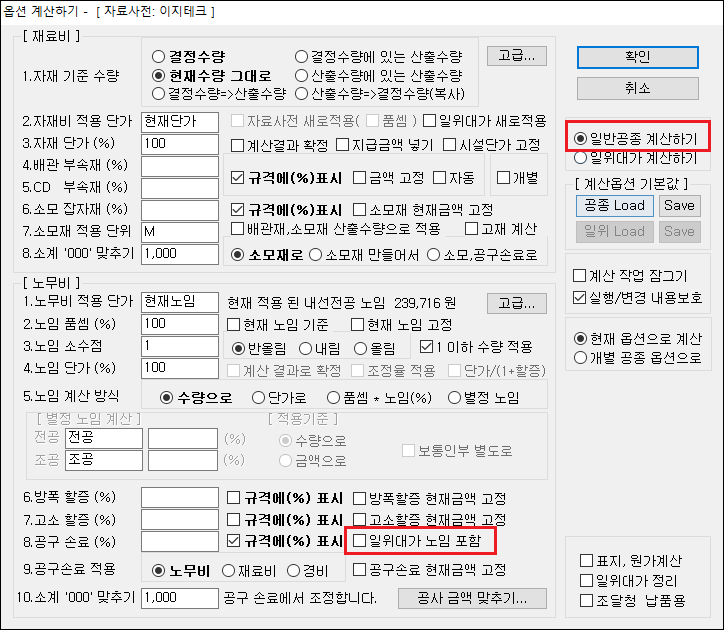 옵션 계산하기 - [ 자료사전: 이지테크 ]
[ 재료비 ]
1.자재 기준 수량
결정수량 결정수량에 있는 산출수량
현재수량 그대로 산출수량에 있는 산출수량
결정수량=>산출수량 산출수량=>결정수량(복사)
고급...
2.자재비 적용 단가 현재단가 자료사전 새로적용( 품셈 ) 일위대가 새로적용
3.자재 단가 (%) 100 계산결과 확정 지급금액 넣기 시설단가 고정
4.배관 부속재 (%)
5.CD 부속재 (%)
규격에(%)표시 금액 고정 자동 개별
6.소모 잡자재 (%) 규격에(%)표시 소모재 현재금액 고정
7.소모재 적용 단위 M 배관재,소모재 산출수량으로 적용 고재 계산
8.소계 '000' 맞추기 1,000 소모재로 소모재 만들어서 소모,공구손료로
[ 노무비 ]
1.노무비 적용 단가 현재노임 현재 적용 된 내선전공 노임 239,716 원 고급...
2.노임 품셈 (%) 100 현재 노임 기준 현재 노임 고정
3.노임 소수점 1 반올림 내림 올림 1 이하 수량 적용
4.노임 단가 (%) 100 계산 결과로 확정 조정율 적용 단가/(1+할증)
5.노임 계산 방식 수량으로 단가로 품셈 * 노임(%) 별정 노임
[ 별정 노임 계산 ] [ 적용기준 ]
전공 전공 (%) 수량으로
조공 조공 (%) 금액으로
보통인부 별도로
6.방폭 할증 (%) 규격에(%) 표시 방폭할증 현재금액 고정
7.고소 할증 (%) 규격에(%) 표시 고소할증 현재금액 고정
8.공구 손료 (%) 규격에(%) 표시 일위대가 노임 포함
9.공구손료 적용 노무비 재료비 경비 공구손료 현재금액 고정
10.소계 '000' 맞추기 1,000 공구 손료에서 조정합니다. 공사 금액 맞추기...
확인
취소
일반공종 계산하기
일위대가 계산하기
[ 계산옵션 기본값 ]
공종 Load Save
일위 Load Save
계산 작업 잠그기
실행/변경 내용보호
현재 옵션으로 계산
개별 공종 옵션으로
표지, 원가계산
일위대가 정리
조달청 납품용